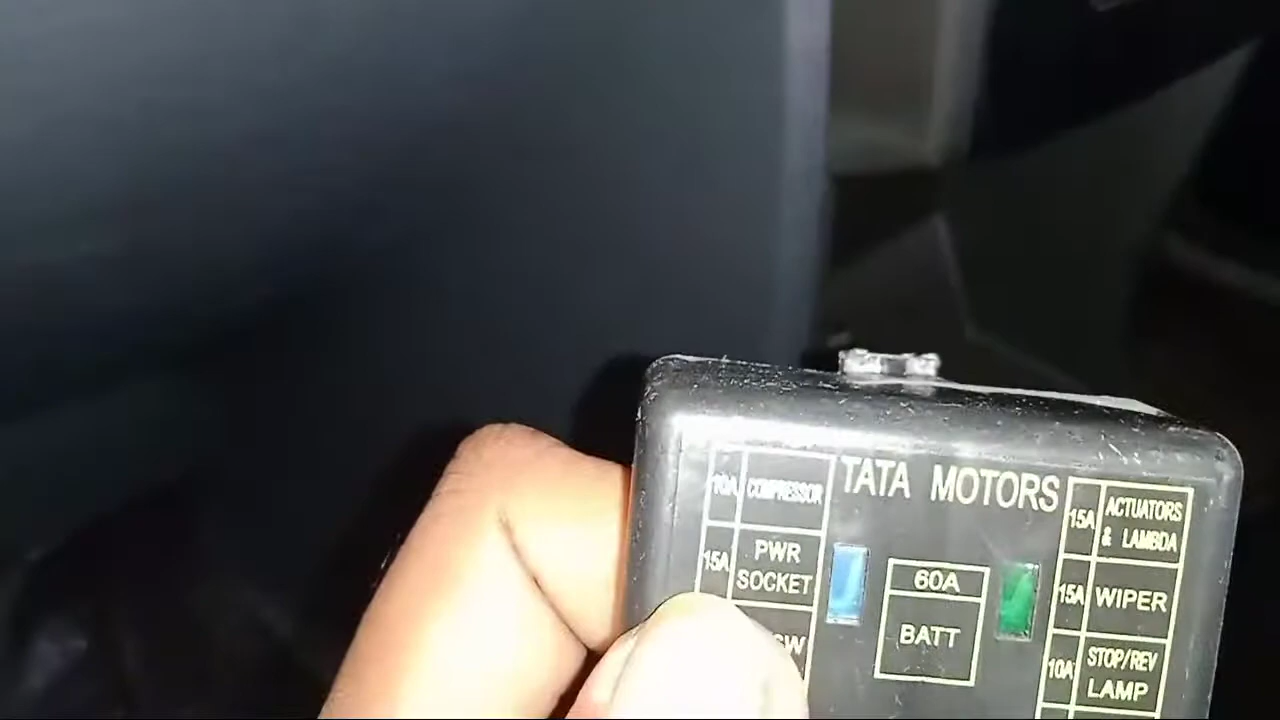 TATA MOTORS
10A COMPRESSOR
15A PWR
SOCKET
60A
BATT
15A ACTUATORS
& LAMBDA
15A WIPER
10A STOP/REV
LAMP